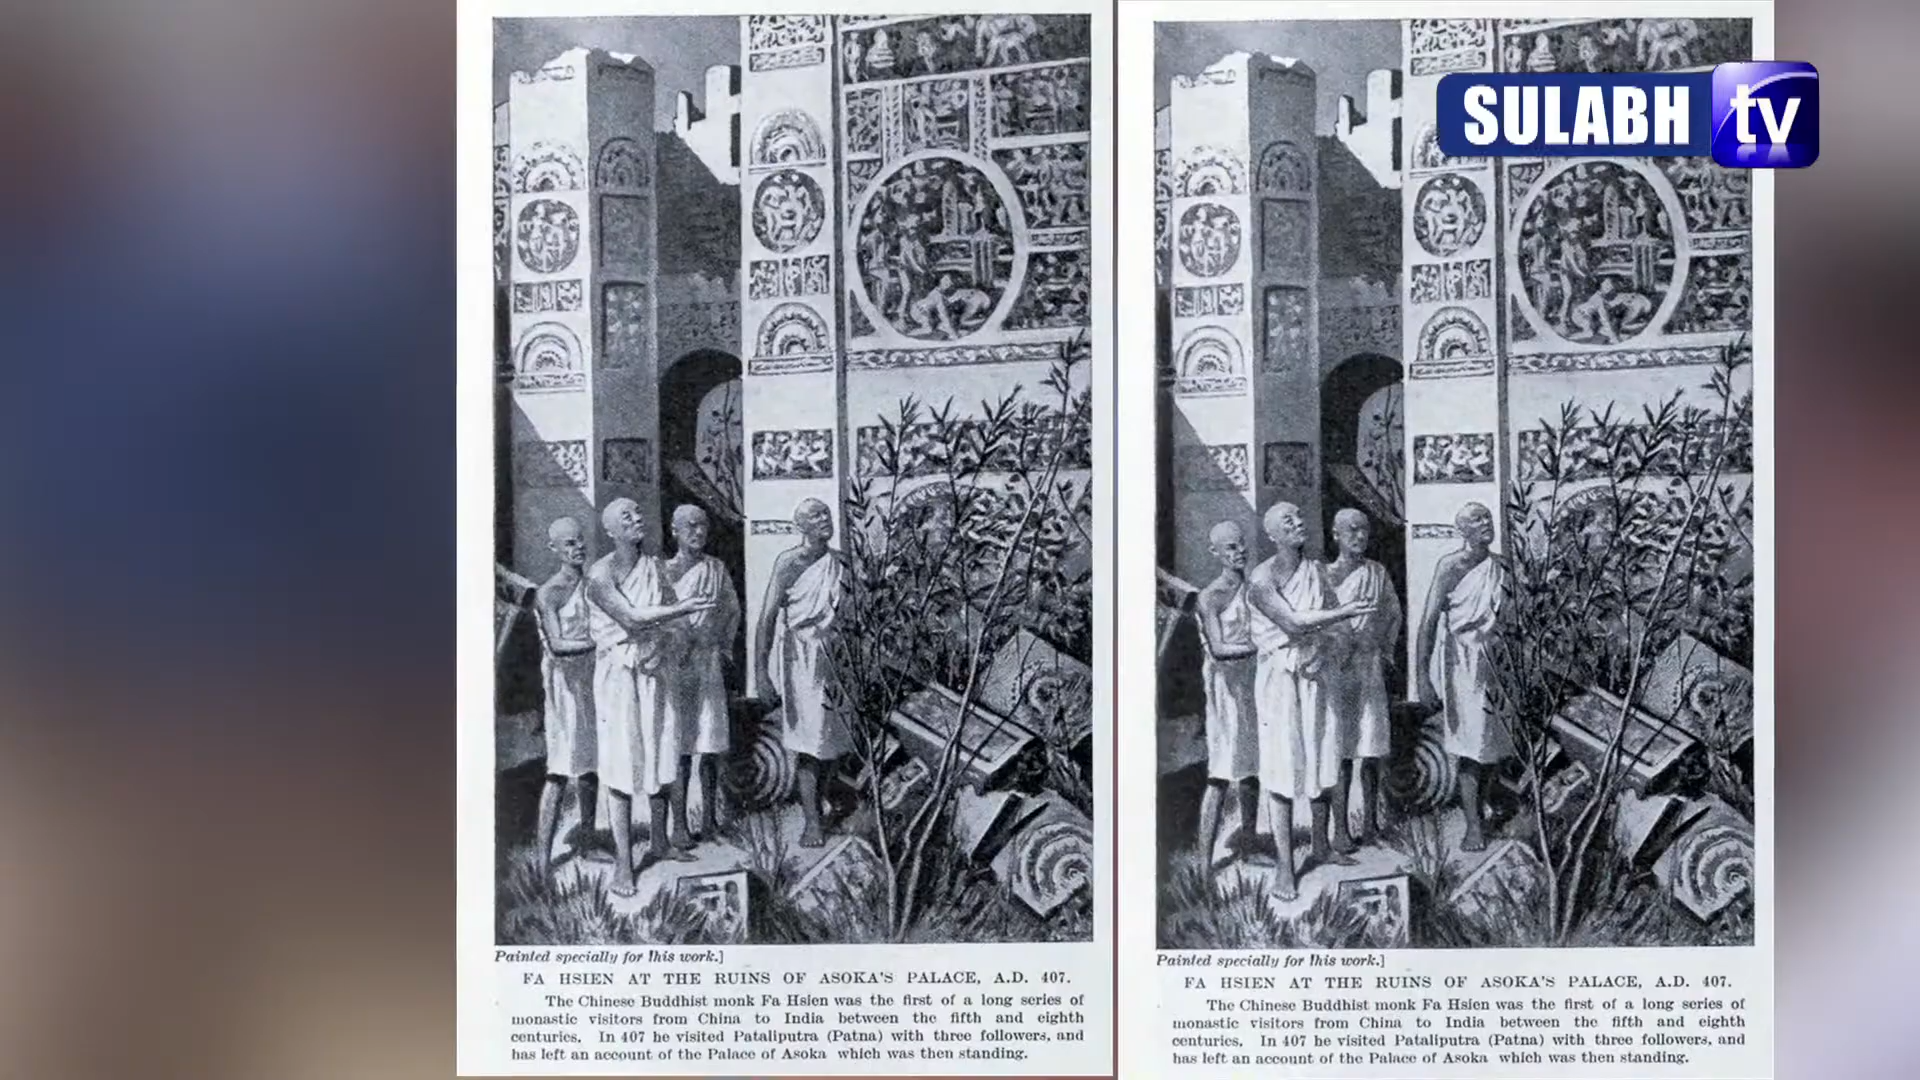 SULABH tv
Painted specially for this work.]
FA HSIEN AT THE RUINS OF ASOKA'S PALACE, A.D. 407.
The Chinese Buddhist monk Fa Hsien was the first of a long series of
monastic visitors from China to India between the fifth and eighth
centuries. In 407 he visited Pataliputra (Patna) with three followers, and
has left an account of the Palace of Asoka which was then standing.
Painted specially for this work.]
FA HSIEN AT THE RUINS OF ASOKA'S PALACE, A.D. 407.
The Chinese Buddhist monk Fa Hsien was the first of a long series of
monastic visitors from China to India between the fifth and eighth
centuries. In 407 he visited Pataliputra (Patna) with three followers, and
has left an account of the Palace of Asoka which was then standing.